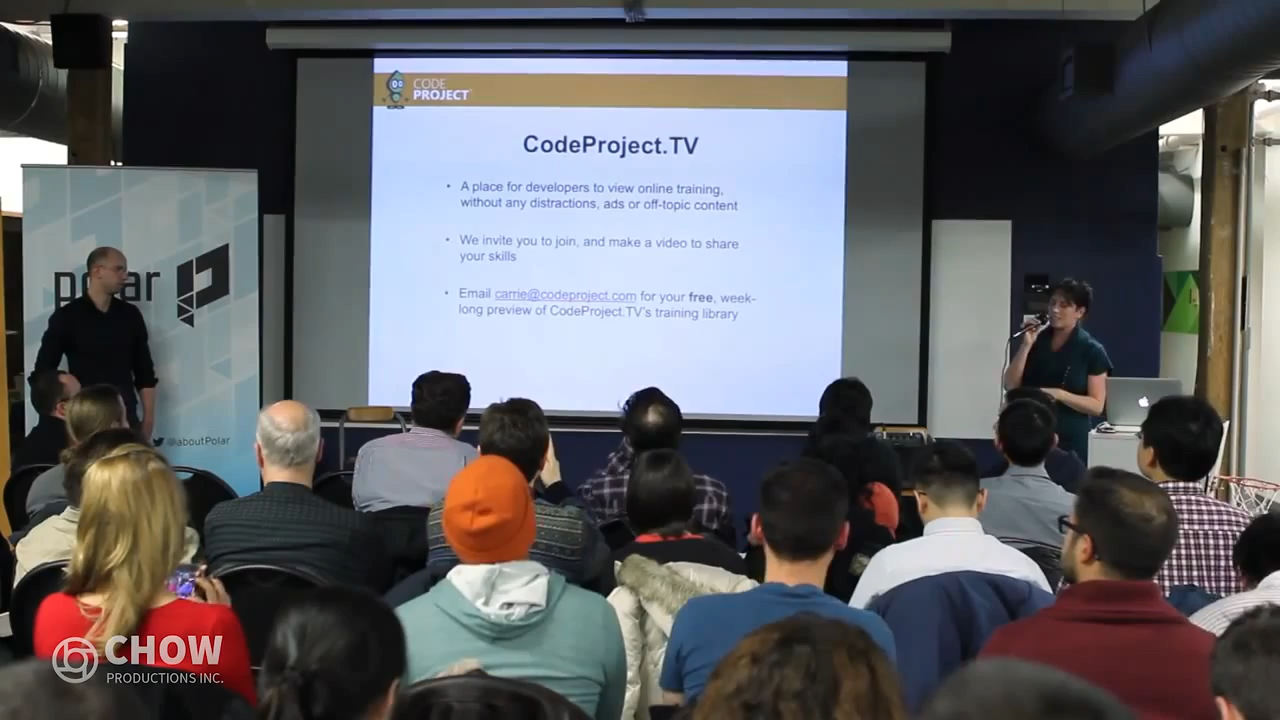 CODE
PROJECT
CodeProject.TV
• A place for developers to view online training,
without any distractions, ads or off-topic content
• We invite you to join, and make a video to share
your skills
• Email carrie@codeproject.com for your free, week-
long preview of CodeProject.TV's training library
polar
@aboutPolar
CHOW
PRODUCTIONS INC.